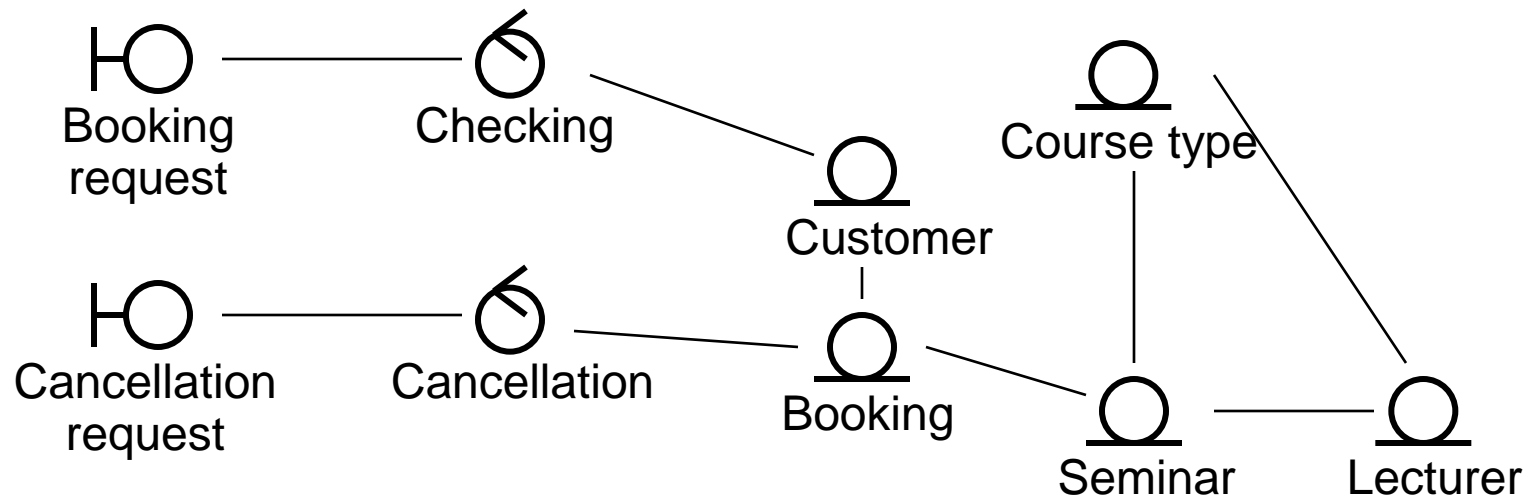 Booking
request
Checking
Course type
Customer
Cancellation
request
Cancellation
Booking
Seminar
Lecturer